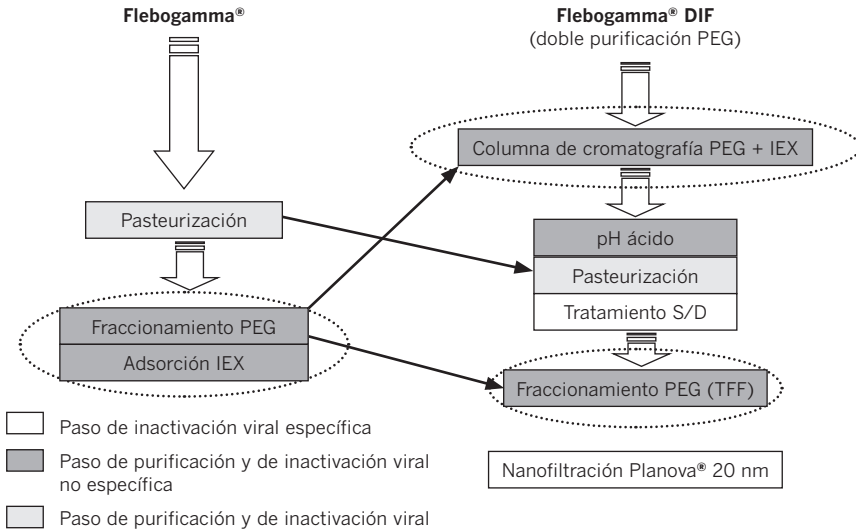 Flebogamma®
Pasteurización
Fraccionamiento PEG
Adsorción IEX
Flebogamma® DIF
(doble purificación PEG)
Columna de cromatografía PEG + IEX
pH ácido
Pasteurización
Tratamiento S/D
Fraccionamiento PEG (TFF)
Nanofiltración Planova® 20 nm
Paso de inactivación viral específica
Paso de purificación y de inactivación viral
no específica
Paso de purificación y de inactivación viral